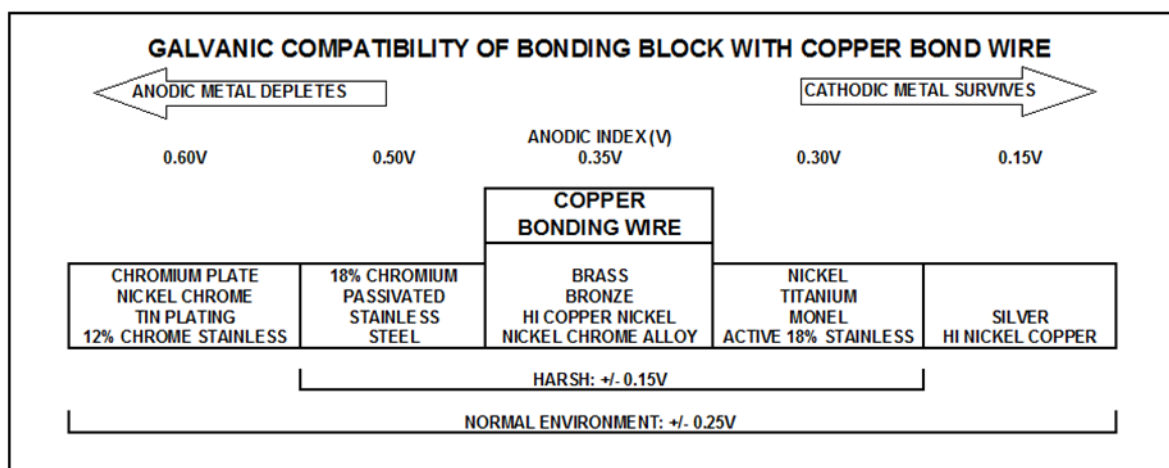 GALVANIC COMPATIBILITY OF BONDING BLOCK WITH COPPER BOND WIRE
ANODIC METAL DEPLETES
CATHODIC METAL SURVIVES
ANODIC INDEX (V)
0.60V 0.50V 0.35V 0.30V 0.15V
COPPER
BONDING WIRE
CHROMIUM PLATE
NICKEL CHROME
TIN PLATING
12% CHROME STAINLESS
18% CHROMIUM
PASSIVATED
STAINLESS
STEEL
BRASS
BRONZE
HI COPPER NICKEL
NICKEL CHROME ALLOY
NICKEL
TITANIUM
MONEL
ACTIVE 18% STAINLESS
SILVER
HI NICKEL COPPER
HARSH: +/- 0.15V
NORMAL ENVIRONMENT: +/- 0.25V